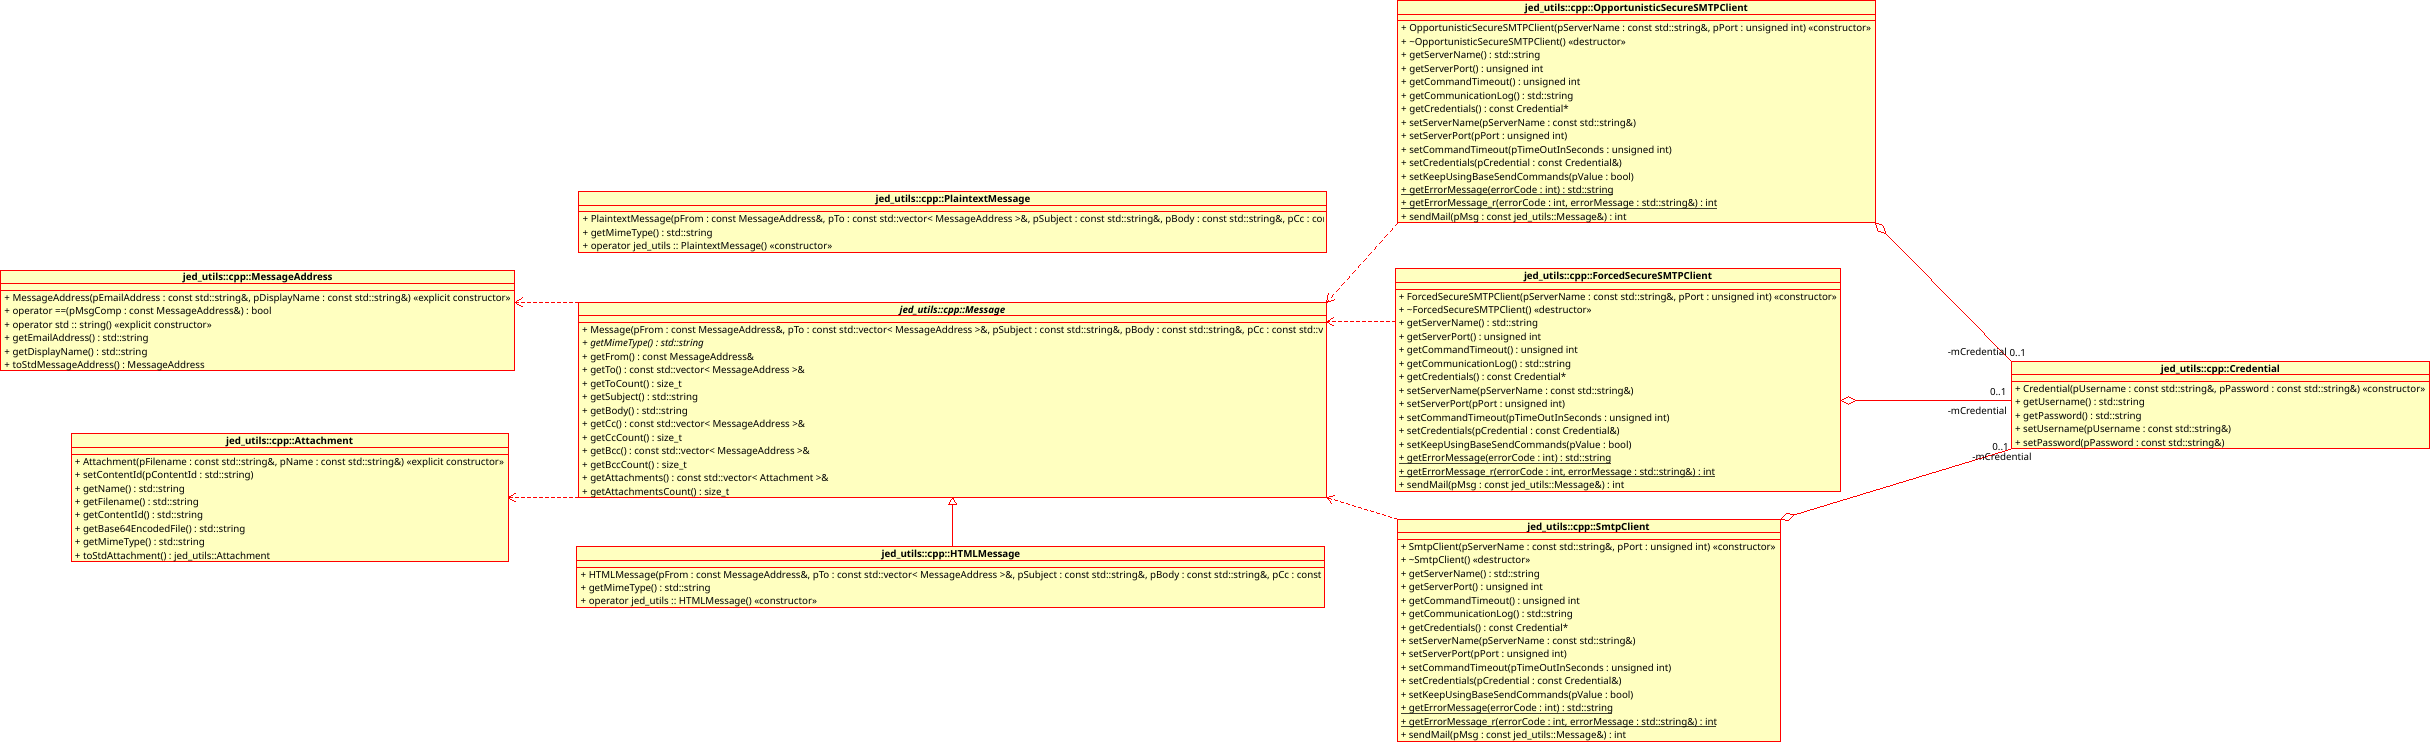 jed_utils::cpp::OpportunisticSecureSMTPClient
+ OpportunisticSecureSMTPClient(pServerName : const std::string&, pPort : unsigned int) «constructor»
+ ~OpportunisticSecureSMTPClient() «destructor»
+ getServerName() : std::string
+ getServerPort() : unsigned int
+ getCommandTimeout() : unsigned int
+ getCommunicationLog() : std::string
+ getCredentials() : const Credential*
+ setServerName(pServerName : const std::string&)
+ setServerPort(pPort : unsigned int)
+ setCommandTimeout(pTimeOutInSeconds : unsigned int)
+ setCredentials(pCredential : const Credential&)
+ setKeepUsingBaseSendCommands(pValue : bool)
+ getErrorMessage(errorCode : int) : std::string
+ getErrorMessage_r(errorCode : int, errorMessage : std::string&) : int
+ sendMail(pMsg : const jed_utils::Message&) : int
jed_utils::cpp::PlaintextMessage
+ PlaintextMessage(pFrom : const MessageAddress&, pTo : const std::vector< MessageAddress >&, pSubject : const std::string&, pBody : const std::string&, pCc : con
+ getMimeType() : std::string
+ operator jed_utils :: PlaintextMessage() «constructor»
jed_utils::cpp::MessageAddress
+ MessageAddress(pEmailAddress : const std::string&, pDisplayName : const std::string&) «explicit constructor»
+ operator ==(pMsgComp : const MessageAddress&) : bool
+ operator std :: string() «explicit constructor»
+ getEmailAddress() : std::string
+ getDisplayName() : std::string
+ toStdMessageAddress() : MessageAddress
jed_utils::cpp::Message
+ Message(pFrom : const MessageAddress&, pTo : const std::vector< MessageAddress >&, pSubject : const std::string&, pBody : const std::string&, pCc : const std::v
+ getMimeType() : std::string
+ getFrom() : const MessageAddress&
+ getTo() : const std::vector< MessageAddress >&
+ getToCount() : size_t
+ getSubject() : std::string
+ getBody() : std::string
+ getCc() : const std::vector< MessageAddress >&
+ getCcCount() : size_t
+ getBcc() : const std::vector< MessageAddress >&
+ getBccCount() : size_t
+ getAttachments() : const std::vector< Attachment >&
+ getAttachmentsCount() : size_t
jed_utils::cpp::ForcedSecureSMTPClient
+ ForcedSecureSMTPClient(pServerName : const std::string&, pPort : unsigned int) «constructor»
+ ~ForcedSecureSMTPClient() «destructor»
+ getServerName() : std::string
+ getServerPort() : unsigned int
+ getCommandTimeout() : unsigned int
+ getCommunicationLog() : std::string
+ getCredentials() : const Credential*
+ setServerName(pServerName : const std::string&)
+ setServerPort(pPort : unsigned int)
+ setCommandTimeout(pTimeOutInSeconds : unsigned int)
+ setCredentials(pCredential : const Credential&)
+ setKeepUsingBaseSendCommands(pValue : bool)
+ getErrorMessage(errorCode : int) : std::string
+ getErrorMessage_r(errorCode : int, errorMessage : std::string&) : int
+ sendMail(pMsg : const jed_utils::Message&) : int
-mCredential 0..1
0..1
-mCredential
0..1
-mCredential
jed_utils::cpp::Credential
+ Credential(pUsername : const std::string&, pPassword : const std::string&) «constructor»
+ getUsername() : std::string
+ getPassword() : std::string
+ setUsername(pUsername : const std::string&)
+ setPassword(pPassword : const std::string&)
jed_utils::cpp::Attachment
+ Attachment(pFilename : const std::string&, pName : const std::string&) «explicit constructor»
+ setContentId(pContentId : std::string)
+ getName() : std::string
+ getFilename() : std::string
+ getContentId() : std::string
+ getBase64EncodedFile() : std::string
+ getMimeType() : std::string
+ toStdAttachment() : jed_utils::Attachment
jed_utils::cpp::HTMLMessage
+ HTMLMessage(pFrom : const MessageAddress&, pTo : const std::vector< MessageAddress >&, pSubject : const std::string&, pBody : const std::string&, pCc : const
+ getMimeType() : std::string
+ operator jed_utils :: HTMLMessage() «constructor»
jed_utils::cpp::SmtpClient
+ SmtpClient(pServerName : const std::string&, pPort : unsigned int) «constructor»
+ ~SmtpClient() «destructor»
+ getServerName() : std::string
+ getServerPort() : unsigned int
+ getCommandTimeout() : unsigned int
+ getCommunicationLog() : std::string
+ getCredentials() : const Credential*
+ setServerName(pServerName : const std::string&)
+ setServerPort(pPort : unsigned int)
+ setCommandTimeout(pTimeOutInSeconds : unsigned int)
+ setCredentials(pCredential : const Credential&)
+ setKeepUsingBaseSendCommands(pValue : bool)
+ getErrorMessage(errorCode : int) : std::string
+ getErrorMessage_r(errorCode : int, errorMessage : std::string&) : int
+ sendMail(pMsg : const jed_utils::Message&) : int